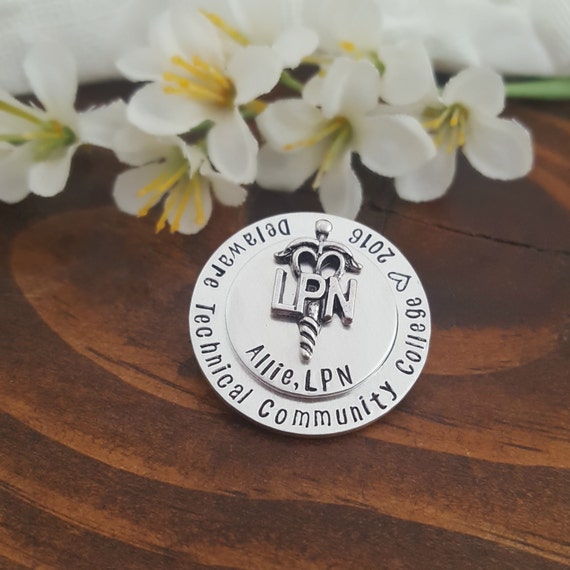 Delaware Technical Community College ♡ 2016
LPN
Allie, LPN